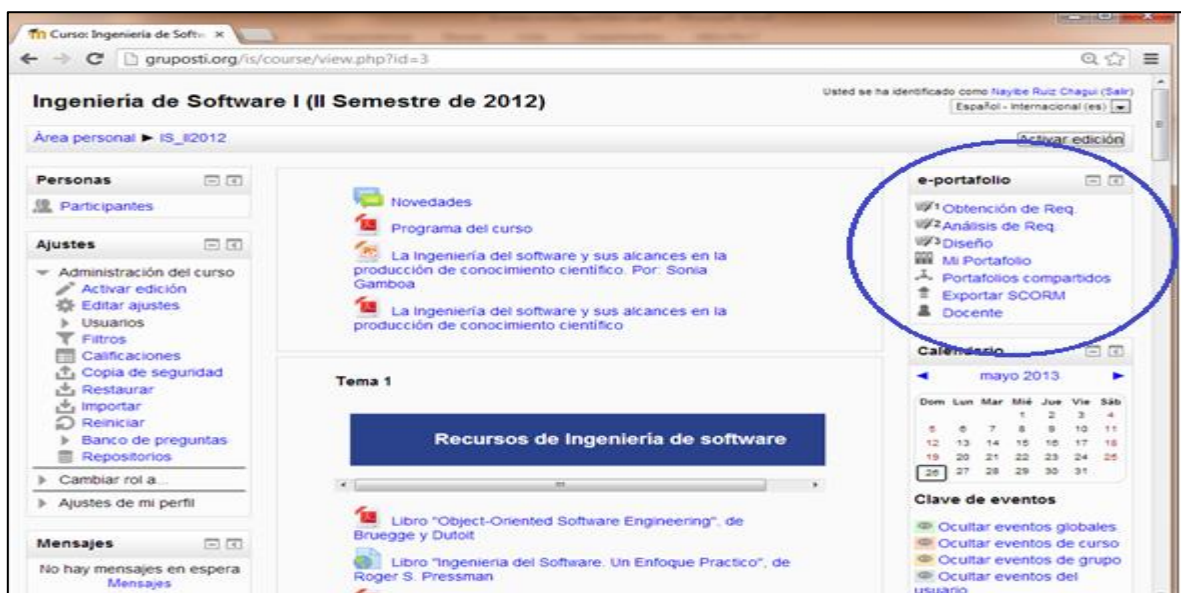 Curso: Ingeniería de Softw
gruposti.org/is/course/view.php?id=3
Ingeniería de Software I (II Semestre de 2012)
Usted se ha identificado como Nayibe Ruiz Chagui (Salir)
Español - Internacional (es)
Área personal ► IS_II2012
Activar edición
Personas
Participantes
Ajustes
Administración del curso
Activar edición
Editar ajustes
Usuarios
Filtros
Calificaciones
Copia de seguridad
Restaurar
Importar
Reiniciar
Banco de preguntas
Repositorios
Cambiar rol a...
Ajustes de mi perfil
Mensajes
No hay mensajes en espera
Mensajes
Novedades
Programa del curso
La Ingeniería del software y sus alcances en la
producción de conocimiento científico. Por: Sonia
Gamboa
La Ingeniería del software y sus alcances en la
producción de conocimiento científico
Tema 1
Recursos de Ingeniería de software
Libro "Object-Oriented Software Engineering", de
Bruegge y Dutoit
Libro "Ingenieria del Software. Un Enfoque Practico", de
Roger S. Pressman
e-portafolio
1 Obtención de Req.
2 Análisis de Req.
3 Diseño
Mi Portafolio
Portafolios compartidos
Exportar SCORM
Docente
Calendario
◄ mayo 2013 ►
Dom Lun Mar Mié Jue Vie Sáb
1 2 3 4
5 6 7 8 9 10 11
12 13 14 15 16 17 18
19 20 21 22 23 24 25
26 27 28 29 30 31
Clave de eventos
Ocultar eventos globales
Ocultar eventos de curso
Ocultar eventos de grupo
Ocultar eventos del
usuario